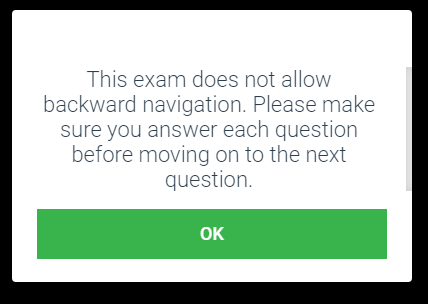 This exam does not allow
backward navigation. Please make
sure you answer each question
before moving on to the next
question.
OK